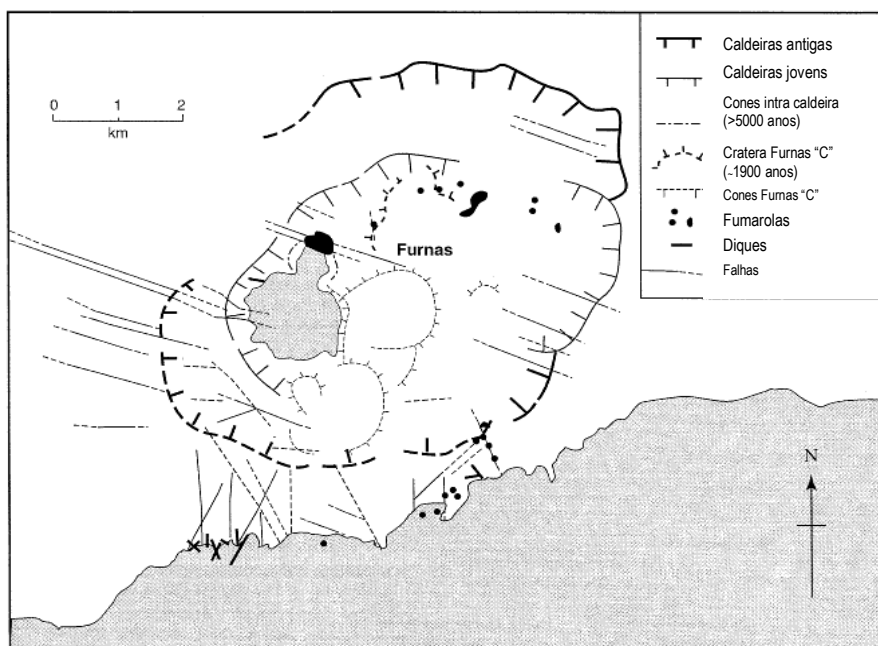 0 1 2
km
Furnas
N
Caldeiras antigas
Caldeiras jovens
Cones intra caldeira
(>5000 anos)
Cratera Furnas “C”
(~1900 anos)
Cones Furnas “C”
Fumarolas
Diques
Falhas